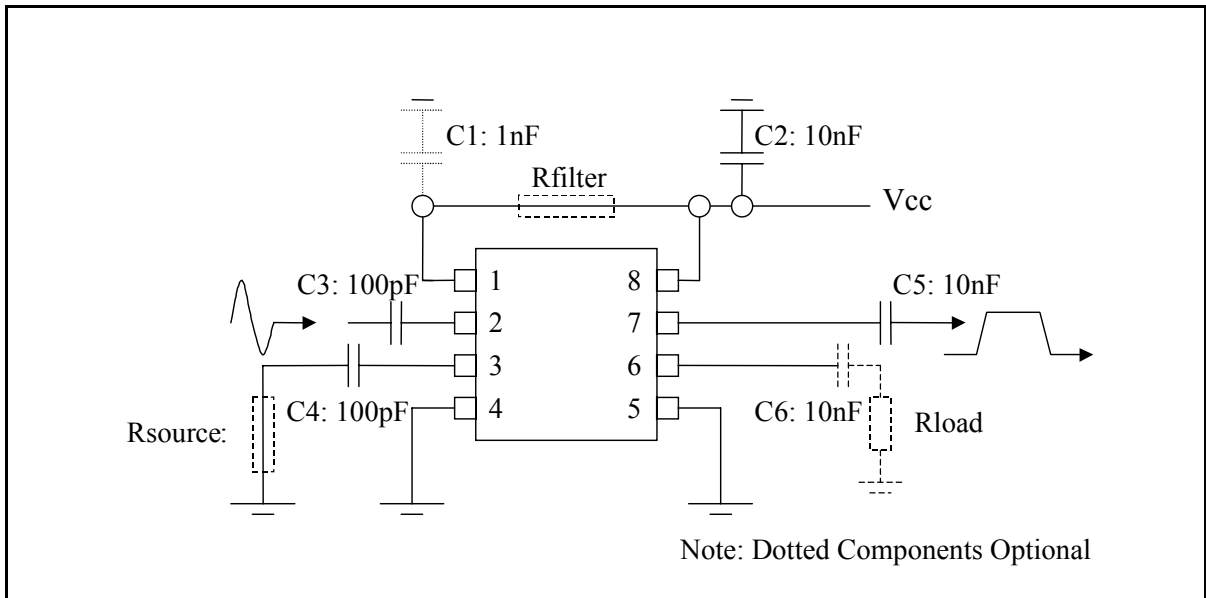 C1: 1nF
C2: 10nF
Rfilter
Vcc
C3: 100pF
1
8
C5: 10nF
2
7
3
6
C4: 100pF
4
5
C6: 10nF
Rsource:
Rload
Note: Dotted Components Optional